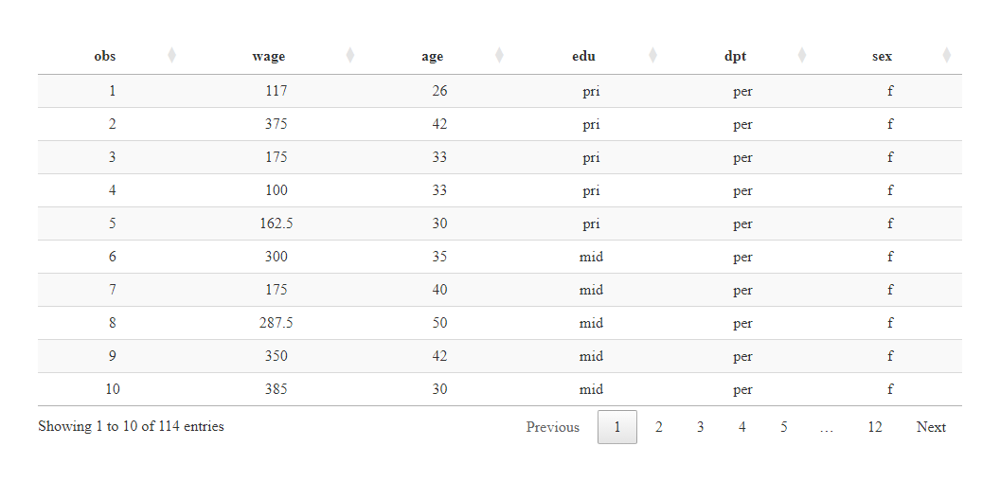 obs wage age edu dpt sex
1 117 26 pri per f
2 375 42 pri per f
3 175 33 pri per f
4 100 33 pri per f
5 162.5 30 pri per f
6 300 35 mid per f
7 175 40 mid per f
8 287.5 50 mid per f
9 350 42 mid per f
10 385 30 mid per f
Showing 1 to 10 of 114 entries Previous 1 2 3 4 5 … 12 Next